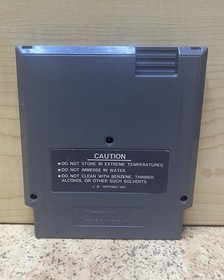 CAUTION
• DO NOT STORE IN EXTREME TEMPERATURES.
• DO NOT IMMERSE IN WATER.
• DO NOT CLEAN WITH BENZENE, THINNER,
ALCOHOL OR OTHER SUCH SOLVENTS.